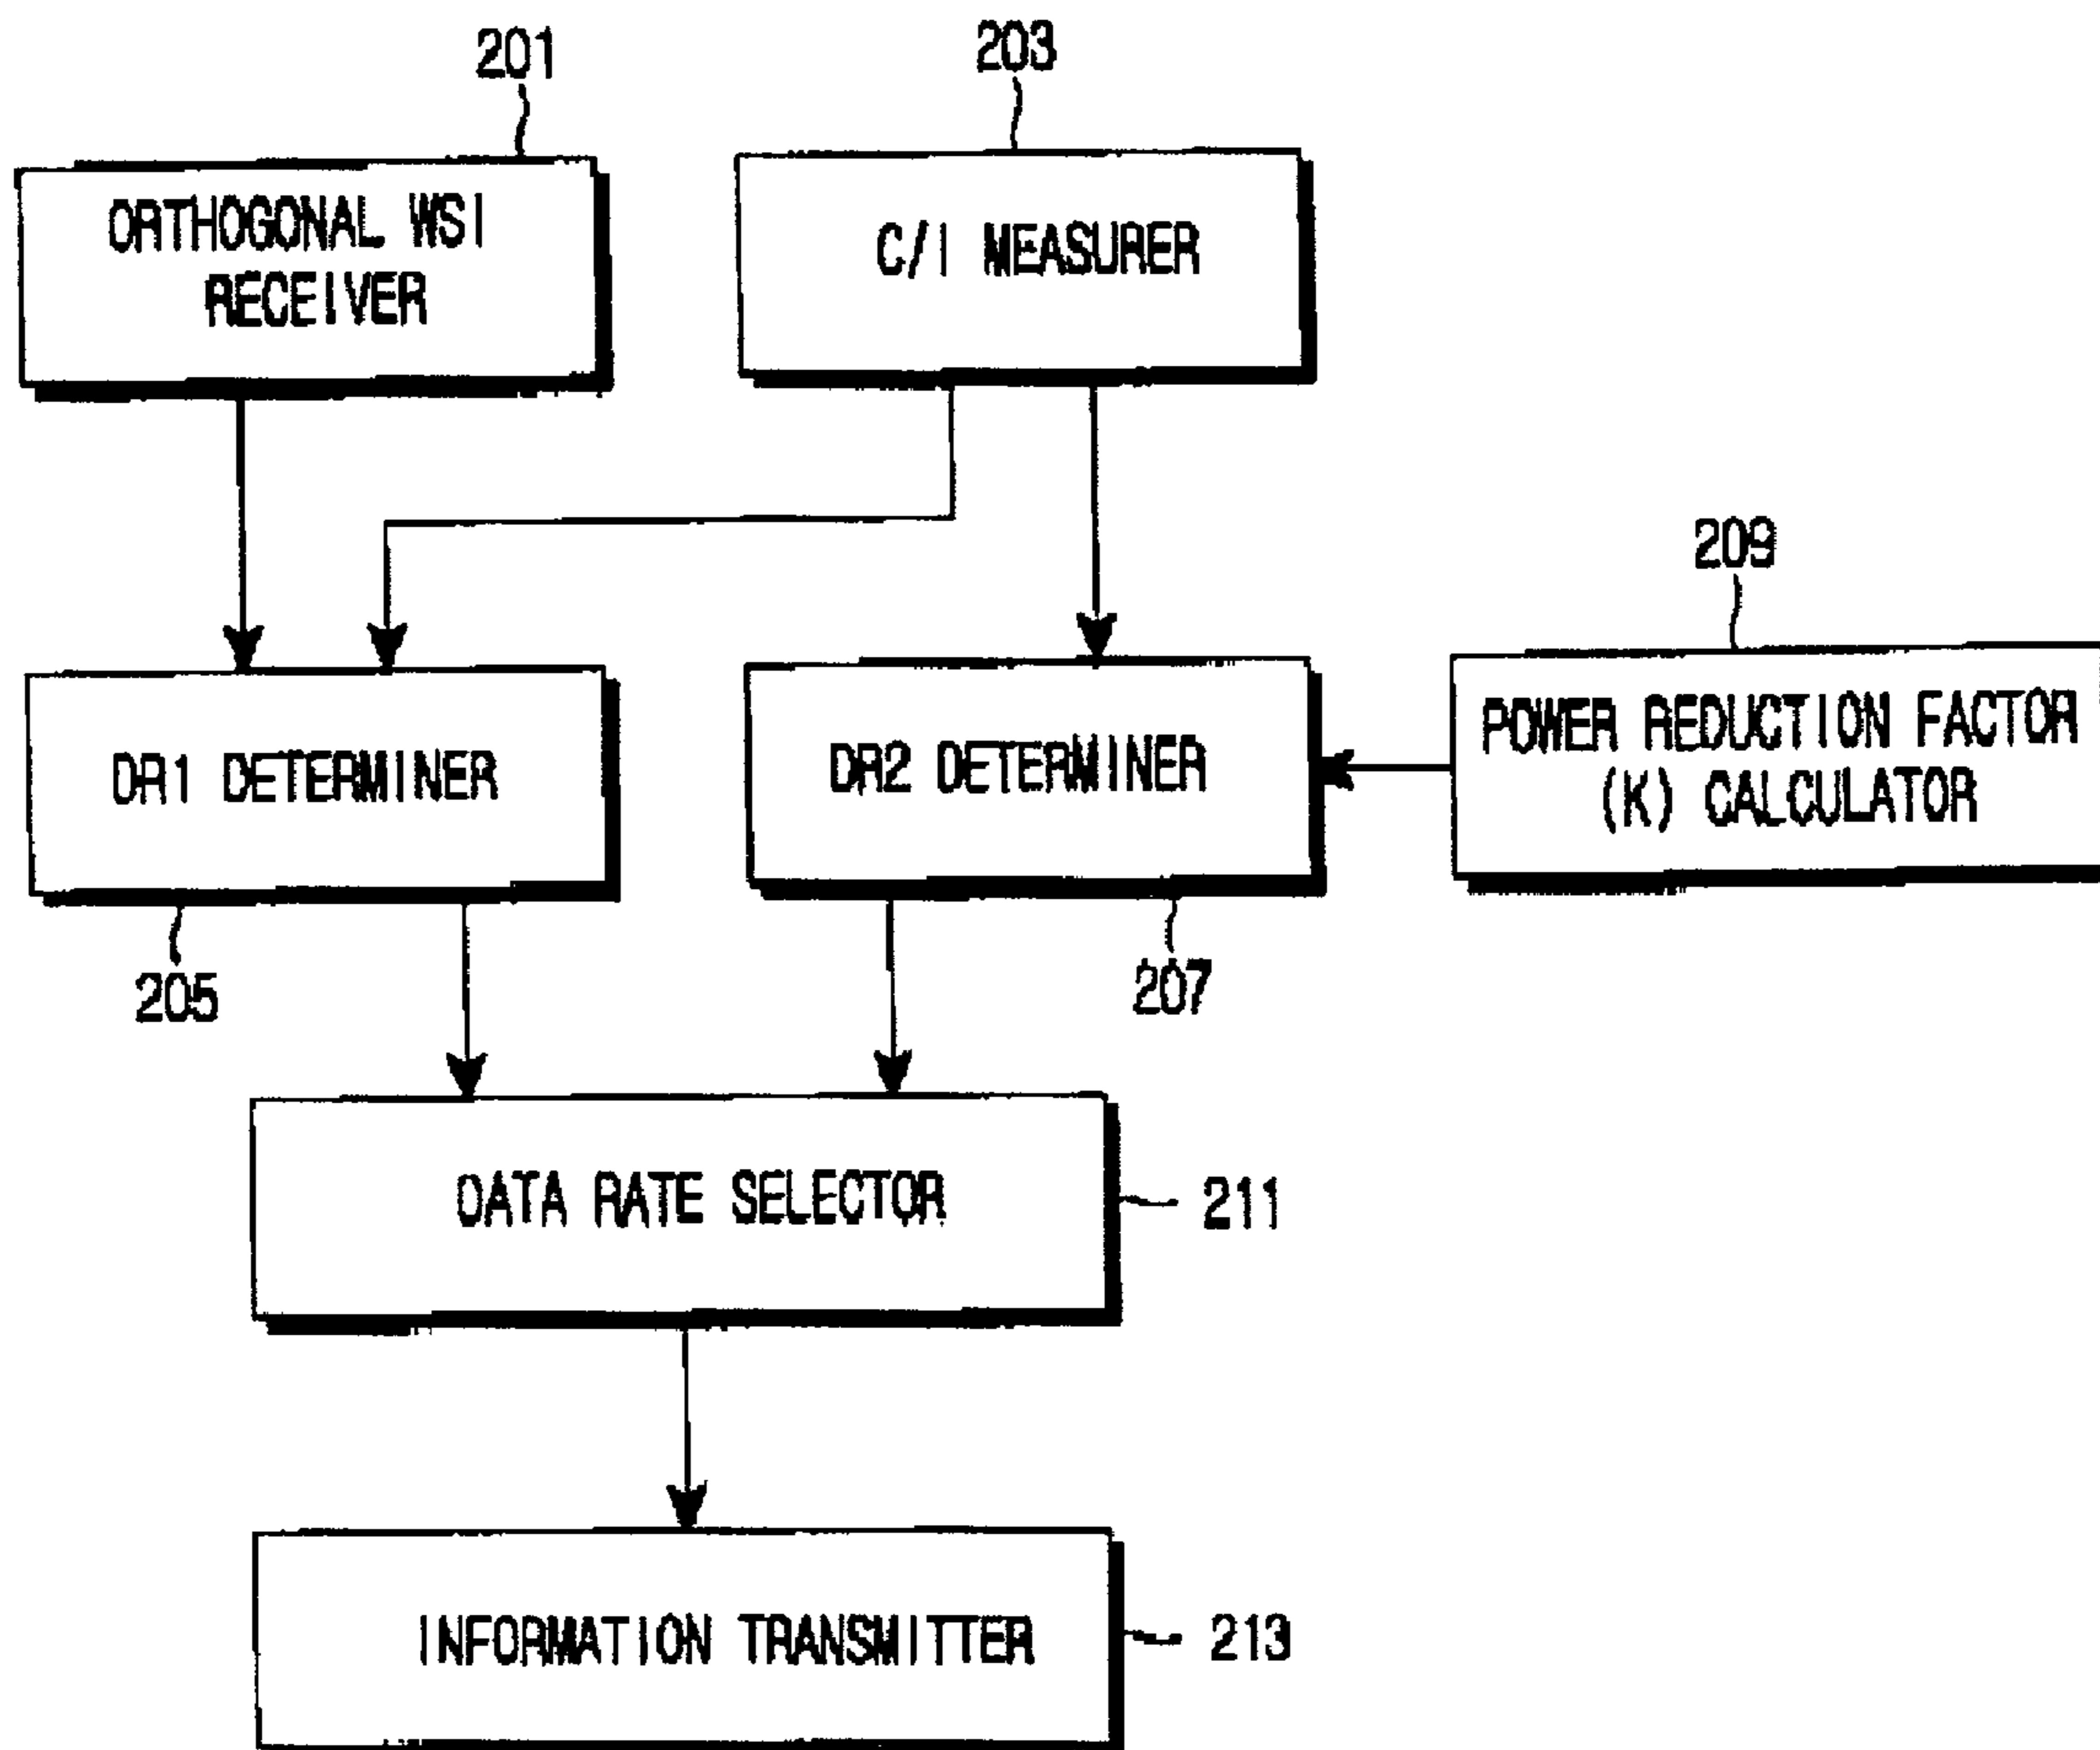 201
203
ORTHOGONAL WSI
RECEIVER
C/I MEASURER
209
DR1 DETERMINER
DR2 DETERMINER
POWER REDUCTION FACTOR
(K) CALCULATOR
205
207
DATA RATE SELECTOR
211
INFORMATION TRANSMITTER
213